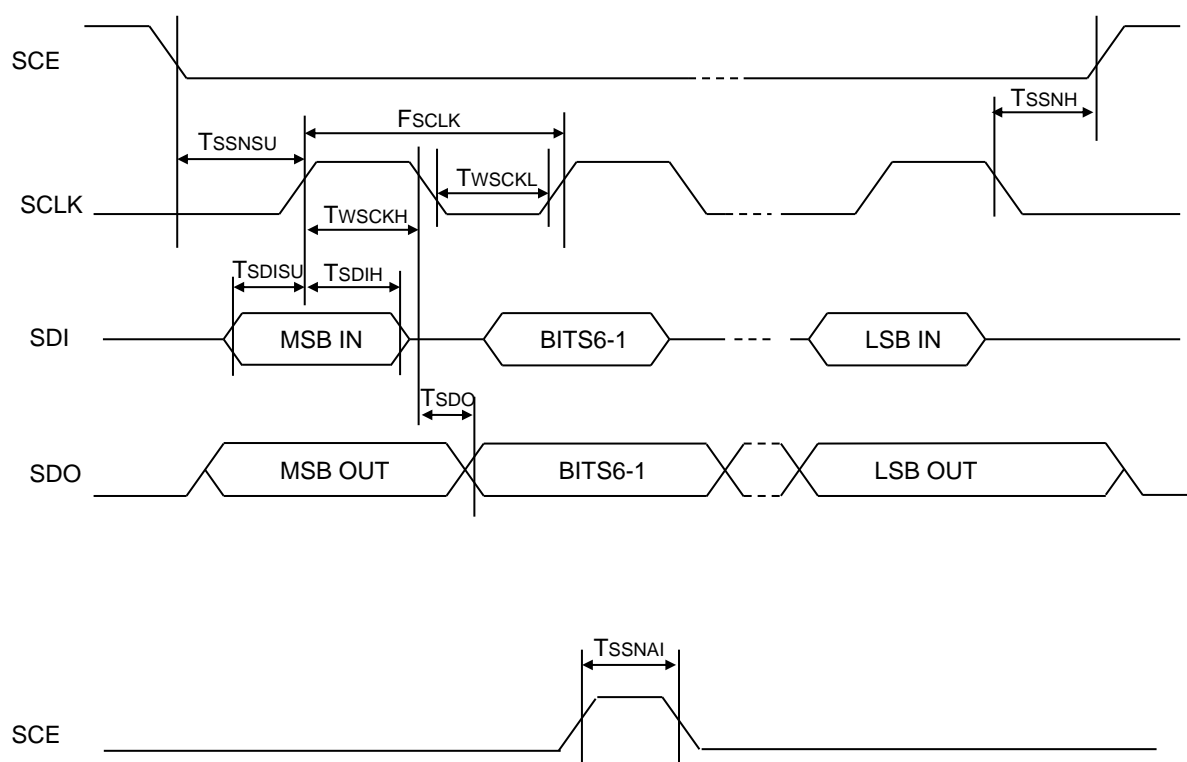 SCE
TSSNH
FSCLK
TSSNSU
TWSCKL
SCLK
TWSCKH
TSDISU
TSDIH
SDI
MSB IN
BITS6-1
LSB IN
TSDO
SDO
MSB OUT
BITS6-1
LSB OUT
TSSNAI
SCE